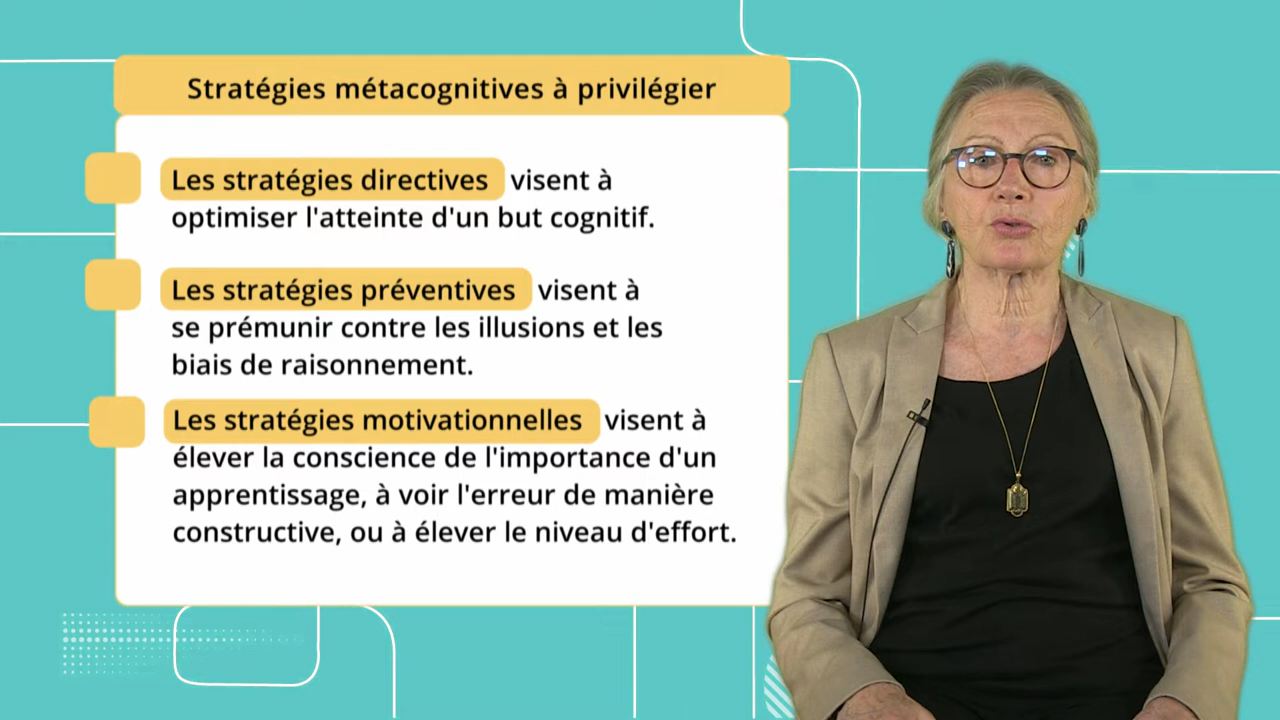 Stratégies métacognitives à privilégier
Les stratégies directives visent à
optimiser l'atteinte d'un but cognitif.
Les stratégies préventives visent à
se prémunir contre les illusions et les
biais de raisonnement.
Les stratégies motivationnelles visent à
élever la conscience de l'importance d'un
apprentissage, à voir l'erreur de manière
constructive, ou à élever le niveau d'effort.